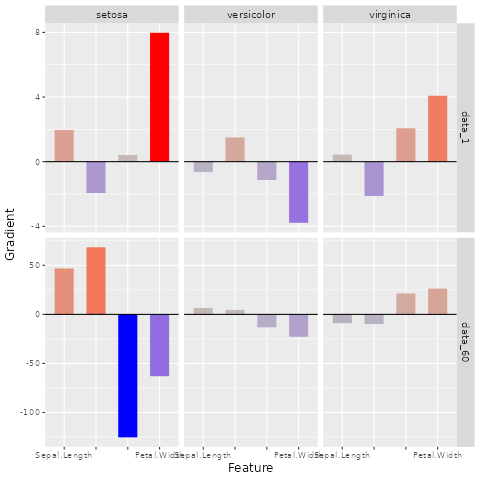 setosa versicolor virginica
8
4
0
-4
data_1
50
0
-50
-100
data_60
Sepal.Length Petal.Width Sepal.Length Petal.Width Sepal.Length Petal.Width
Feature
Gradient